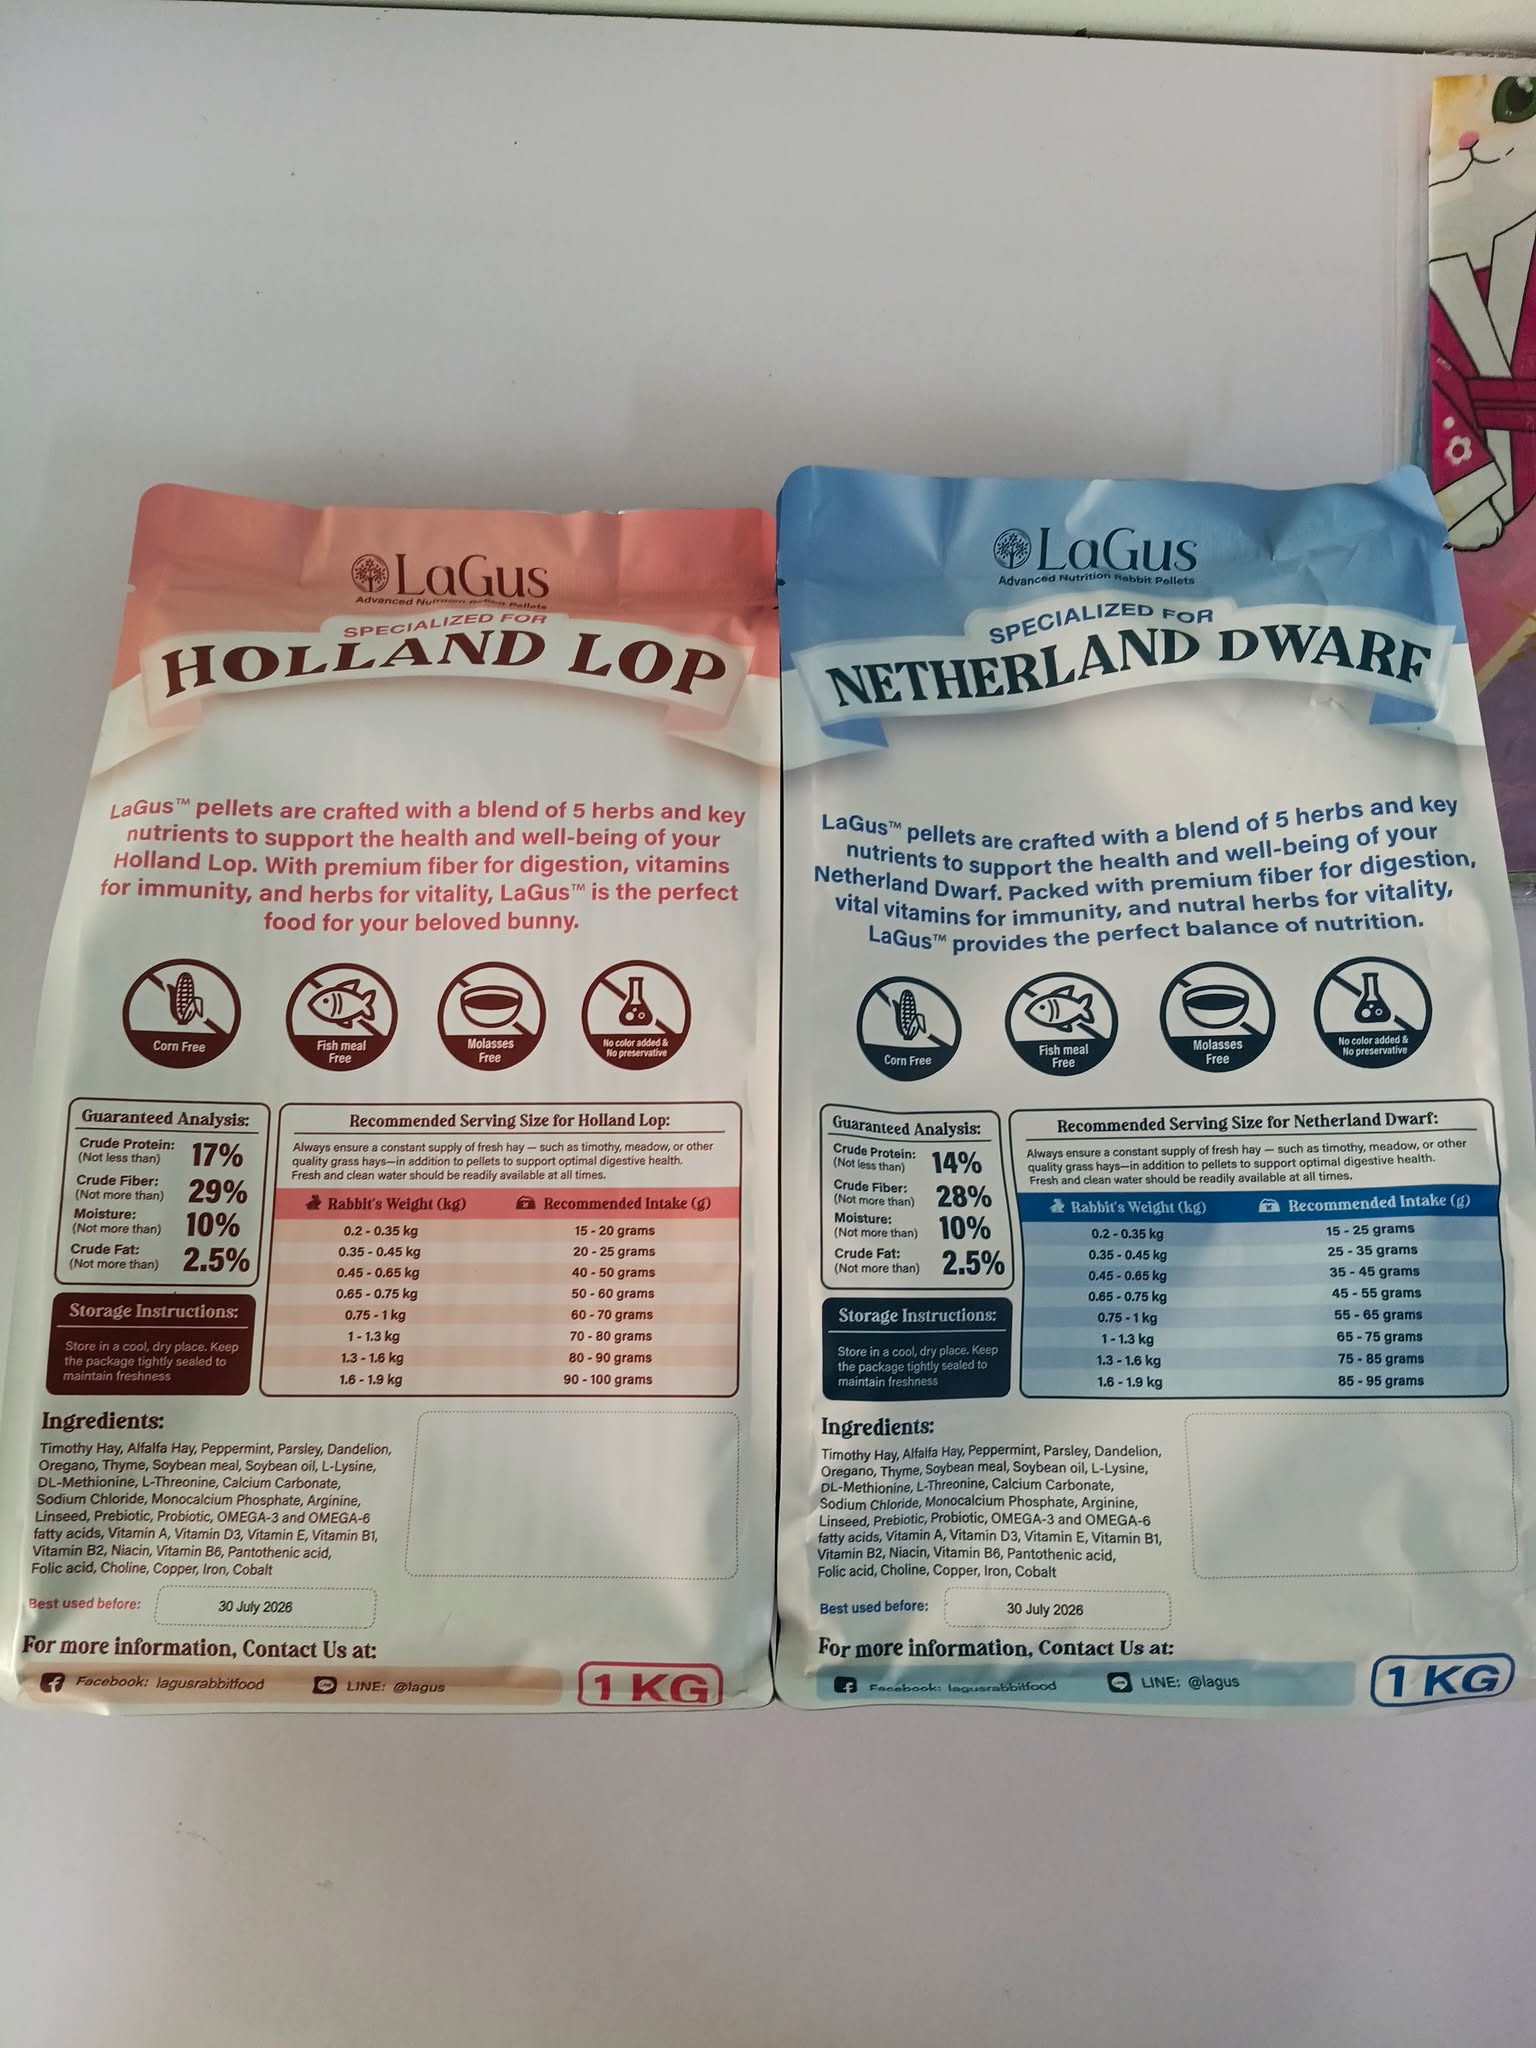 LaGus
Advanced Nutrition Rabbit Pellets
SPECIALIZED FOR
HOLLAND LOP
LaGus™ pellets are crafted with a blend of 5 herbs and key
nutrients to support the health and well-being of your
Holland Lop. With premium fiber for digestion, vitamins
for immunity, and herbs for vitality, LaGus™ is the perfect
food for your beloved bunny.
Corn Free
Fish meal
Free
Molasses
Free
No color added &
No preservative
Guaranteed Analysis:
Crude Protein: 17%
(Not less than)
Crude Fiber: 29%
(Not more than)
Moisture: 10%
(Not more than)
Crude Fat: 2.5%
(Not more than)
Storage Instructions:
Store in a cool, dry place. Keep
the package tightly sealed to
maintain freshness
Recommended Serving Size for Holland Lop:
Always ensure a constant supply of fresh hay — such as timothy, meadow, or other
quality grass hays—in addition to pellets to support optimal digestive health.
Fresh and clean water should be readily available at all times.
Rabbit's Weight (kg) Recommended Intake (g)
0.2 - 0.35 kg 15 - 20 grams
0.35 - 0.45 kg 20 - 25 grams
0.45 - 0.65 kg 40 - 50 grams
0.65 - 0.75 kg 50 - 60 grams
0.75 - 1 kg 60 - 70 grams
1 - 1.3 kg 70 - 80 grams
1.3 - 1.6 kg 80 - 90 grams
1.6 - 1.9 kg 90 - 100 grams
Ingredients:
Timothy Hay, Alfalfa Hay, Peppermint, Parsley, Dandelion,
Oregano, Thyme, Soybean meal, Soybean oil, L-Lysine,
DL-Methionine, L-Threonine, Calcium Carbonate,
Sodium Chloride, Monocalcium Phosphate, Arginine,
Linseed, Prebiotic, Probiotic, OMEGA-3 and OMEGA-6
fatty acids, Vitamin A, Vitamin D3, Vitamin E, Vitamin B1,
Vitamin B2, Niacin, Vitamin B6, Pantothenic acid,
Folic acid, Choline, Copper, Iron, Cobalt
Best used before: 30 July 2026
For more information, Contact Us at:
Facebook: lagusrabbitfood LINE: @lagus
1 KG
LaGus
Advanced Nutrition Rabbit Pellets
SPECIALIZED FOR
NETHERLAND DWARF
LaGus™ pellets are crafted with a blend of 5 herbs and key
nutrients to support the health and well-being of your
Netherland Dwarf. Packed with premium fiber for digestion,
vital vitamins for immunity, and nutral herbs for vitality,
LaGus™ provides the perfect balance of nutrition.
Corn Free
Fish meal
Free
Molasses
Free
No color added &
No preservative
Guaranteed Analysis:
Crude Protein: 14%
(Not less than)
Crude Fiber: 28%
(Not more than)
Moisture: 10%
(Not more than)
Crude Fat: 2.5%
(Not more than)
Storage Instructions:
Store in a cool, dry place. Keep
the package tightly sealed to
maintain freshness
Recommended Serving Size for Netherland Dwarf:
Always ensure a constant supply of fresh hay — such as timothy, meadow, or other
quality grass hays—in addition to pellets to support optimal digestive health.
Fresh and clean water should be readily available at all times.
Rabbit's Weight (kg) Recommended Intake (g)
0.2 - 0.35 kg 15 - 25 grams
0.35 - 0.45 kg 25 - 35 grams
0.45 - 0.65 kg 35 - 45 grams
0.65 - 0.75 kg 45 - 55 grams
0.75 - 1 kg 55 - 65 grams
1 - 1.3 kg 65 - 75 grams
1.3 - 1.6 kg 75 - 85 grams
1.6 - 1.9 kg 85 - 95 grams
Ingredients:
Timothy Hay, Alfalfa Hay, Peppermint, Parsley, Dandelion,
Oregano, Thyme, Soybean meal, Soybean oil, L-Lysine,
DL-Methionine, L-Threonine, Calcium Carbonate,
Sodium Chloride, Monocalcium Phosphate, Arginine,
Linseed, Prebiotic, Probiotic, OMEGA-3 and OMEGA-6
fatty acids, Vitamin A, Vitamin D3, Vitamin E, Vitamin B1,
Vitamin B2, Niacin, Vitamin B6, Pantothenic acid,
Folic acid, Choline, Copper, Iron, Cobalt
Best used before: 30 July 2026
For more information, Contact Us at:
Facebook: lagusrabbitfood LINE: @lagus
1 KG